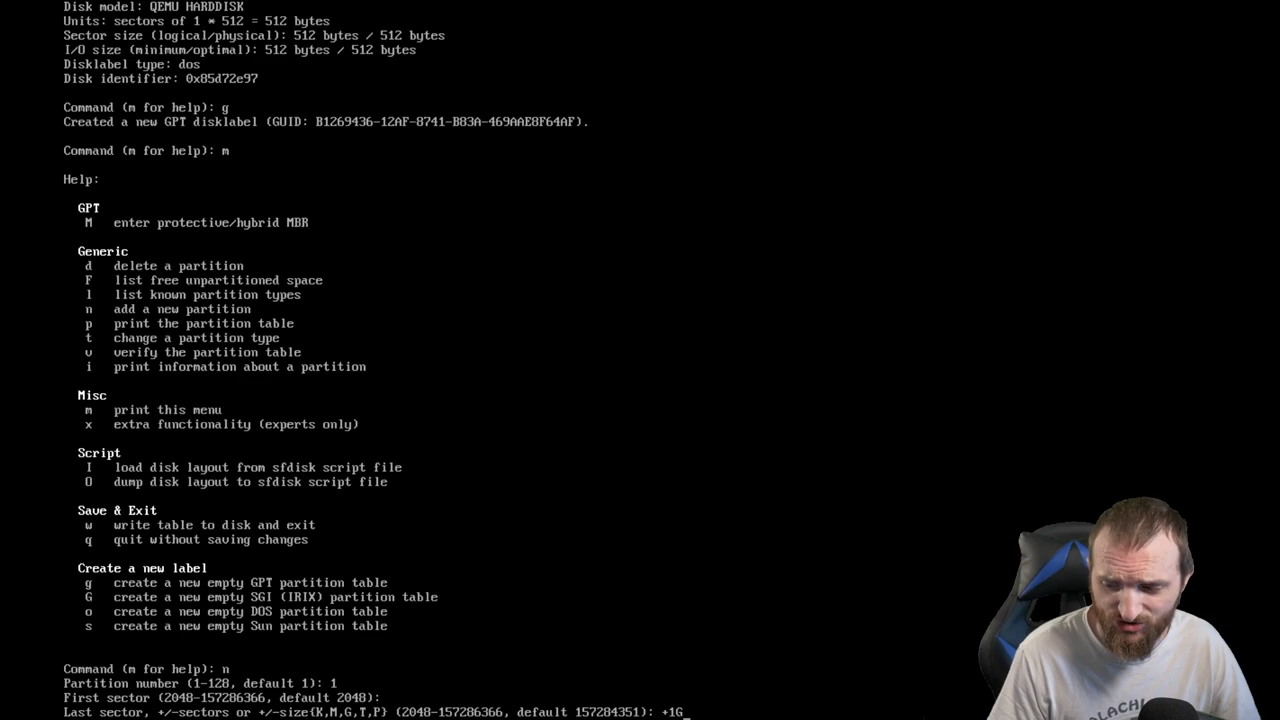 Disk model: QEMU HARDDISK
Units: sectors of 1 * 512 = 512 bytes
Sector size (logical/physical): 512 bytes / 512 bytes
I/O size (minimum/optimal): 512 bytes / 512 bytes
Disklabel type: dos
Disk identifier: 0x85d72e97
Command (m for help): g
Created a new GPT disklabel (GUID: B1269436-12AF-8741-B83A-469AAE8F64AF).
Command (m for help): m
Help:
GPT
M enter protective/hybrid MBR
Generic
d delete a partition
F list free unpartitioned space
l list known partition types
n add a new partition
p print the partition table
t change a partition type
v verify the partition table
i print information about a partition
Misc
m print this menu
x extra functionality (experts only)
Script
I load disk layout from sfdisk script file
O dump disk layout to sfdisk script file
Save & Exit
w write table to disk and exit
q quit without saving changes
Create a new label
g create a new empty GPT partition table
G create a new empty SGI (IRIX) partition table
o create a new empty DOS partition table
s create a new empty Sun partition table
Command (m for help): n
Partition number (1-128, default 1): 1
First sector (2048-157286366, default 2048):
Last sector, +/-sectors or +/-size{K,M,G,T,P} (2048-157286366, default 157284351): +1G